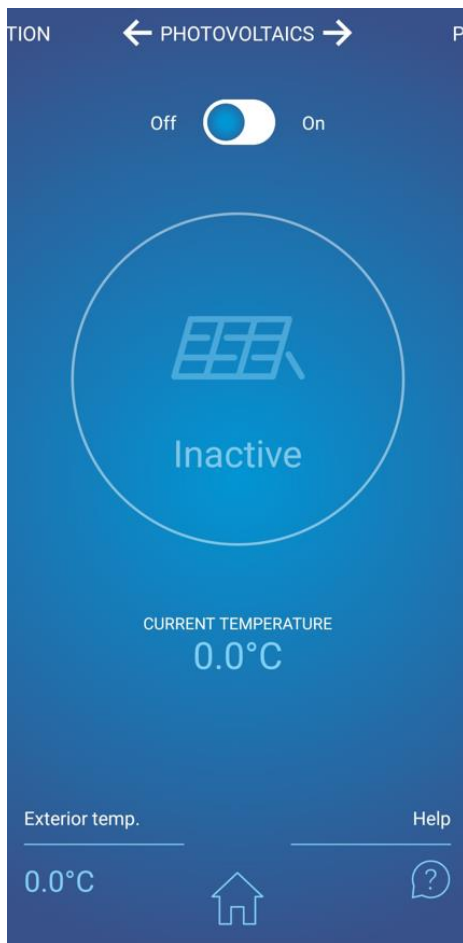 TION ← PHOTOVOLTAICS → P
Off On
Inactive
CURRENT TEMPERATURE
0.0°C
Exterior temp. Help
0.0°C ?